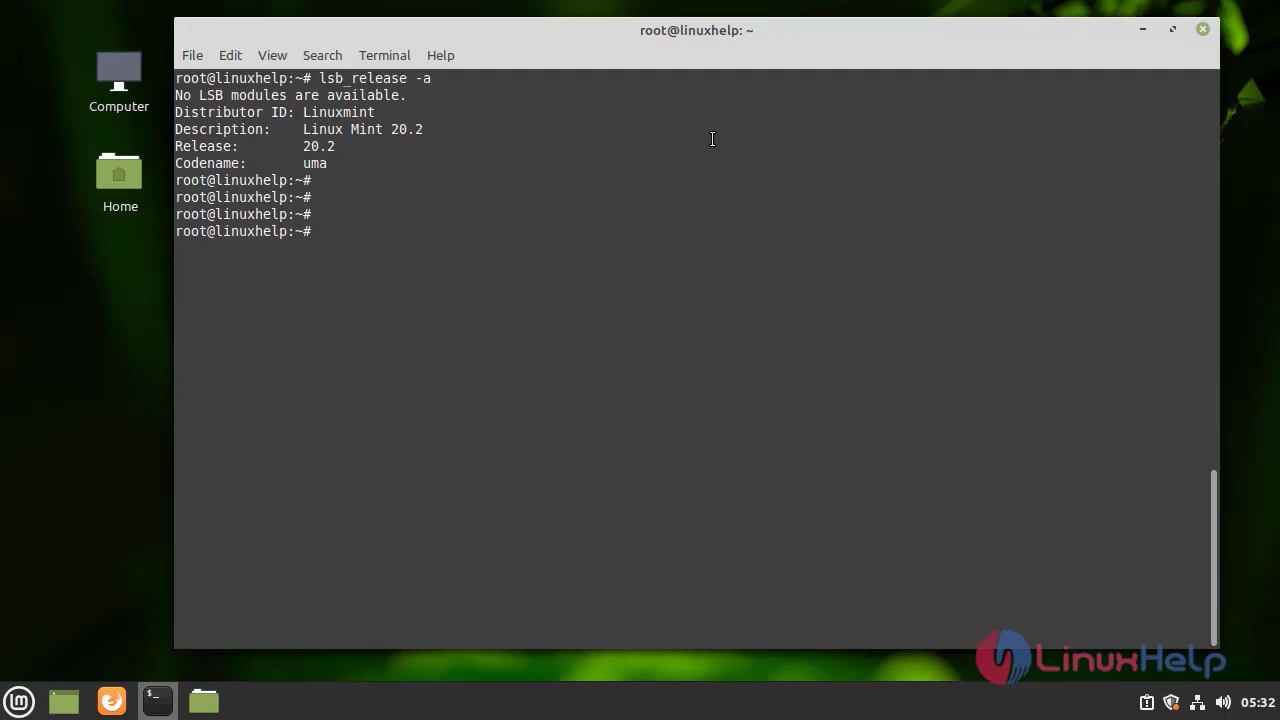 root@linuxhelp: ~
File Edit View Search Terminal Help
root@linuxhelp:~# lsb_release -a
No LSB modules are available.
Distributor ID: Linuxmint
Description:    Linux Mint 20.2
Release:        20.2
Codename:       uma
root@linuxhelp:~#
root@linuxhelp:~#
root@linuxhelp:~#
root@linuxhelp:~#
Computer
Home
LinuxHelp
$_
05:32